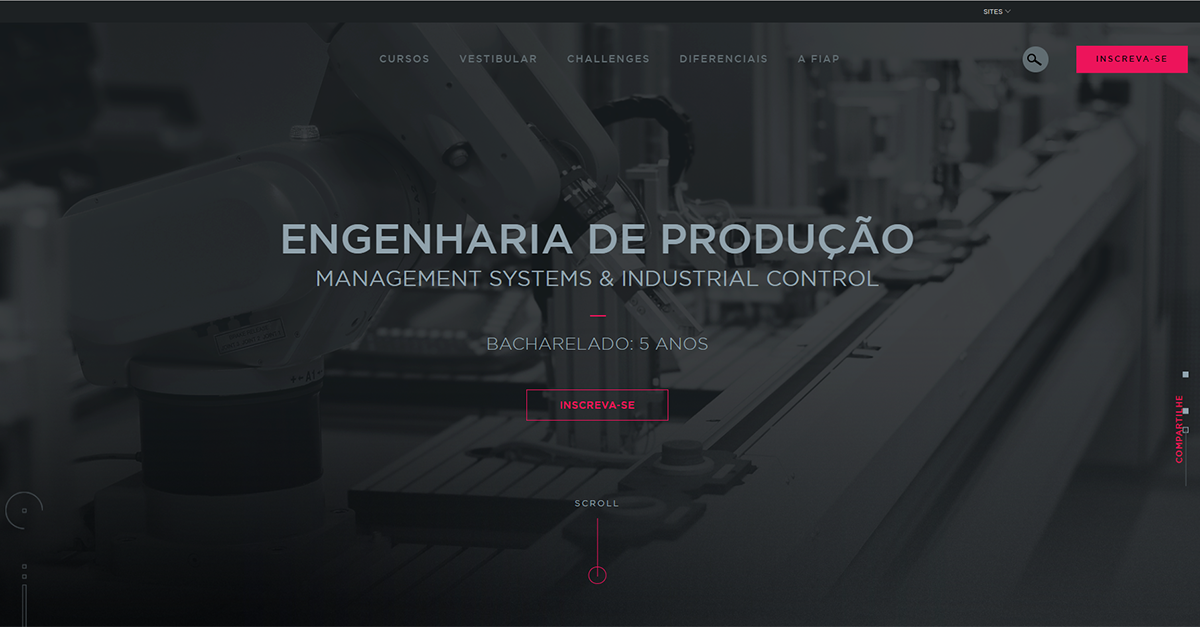 SITES
CURSOS VESTIBULAR CHALLENGES DIFERENCIAIS A FIAP
INSCREVA-SE
ENGENHARIA DE PRODUÇÃO
MANAGEMENT SYSTEMS & INDUSTRIAL CONTROL
BACHARELADO: 5 ANOS
INSCREVA-SE
COMPARTILHE
SCROLL